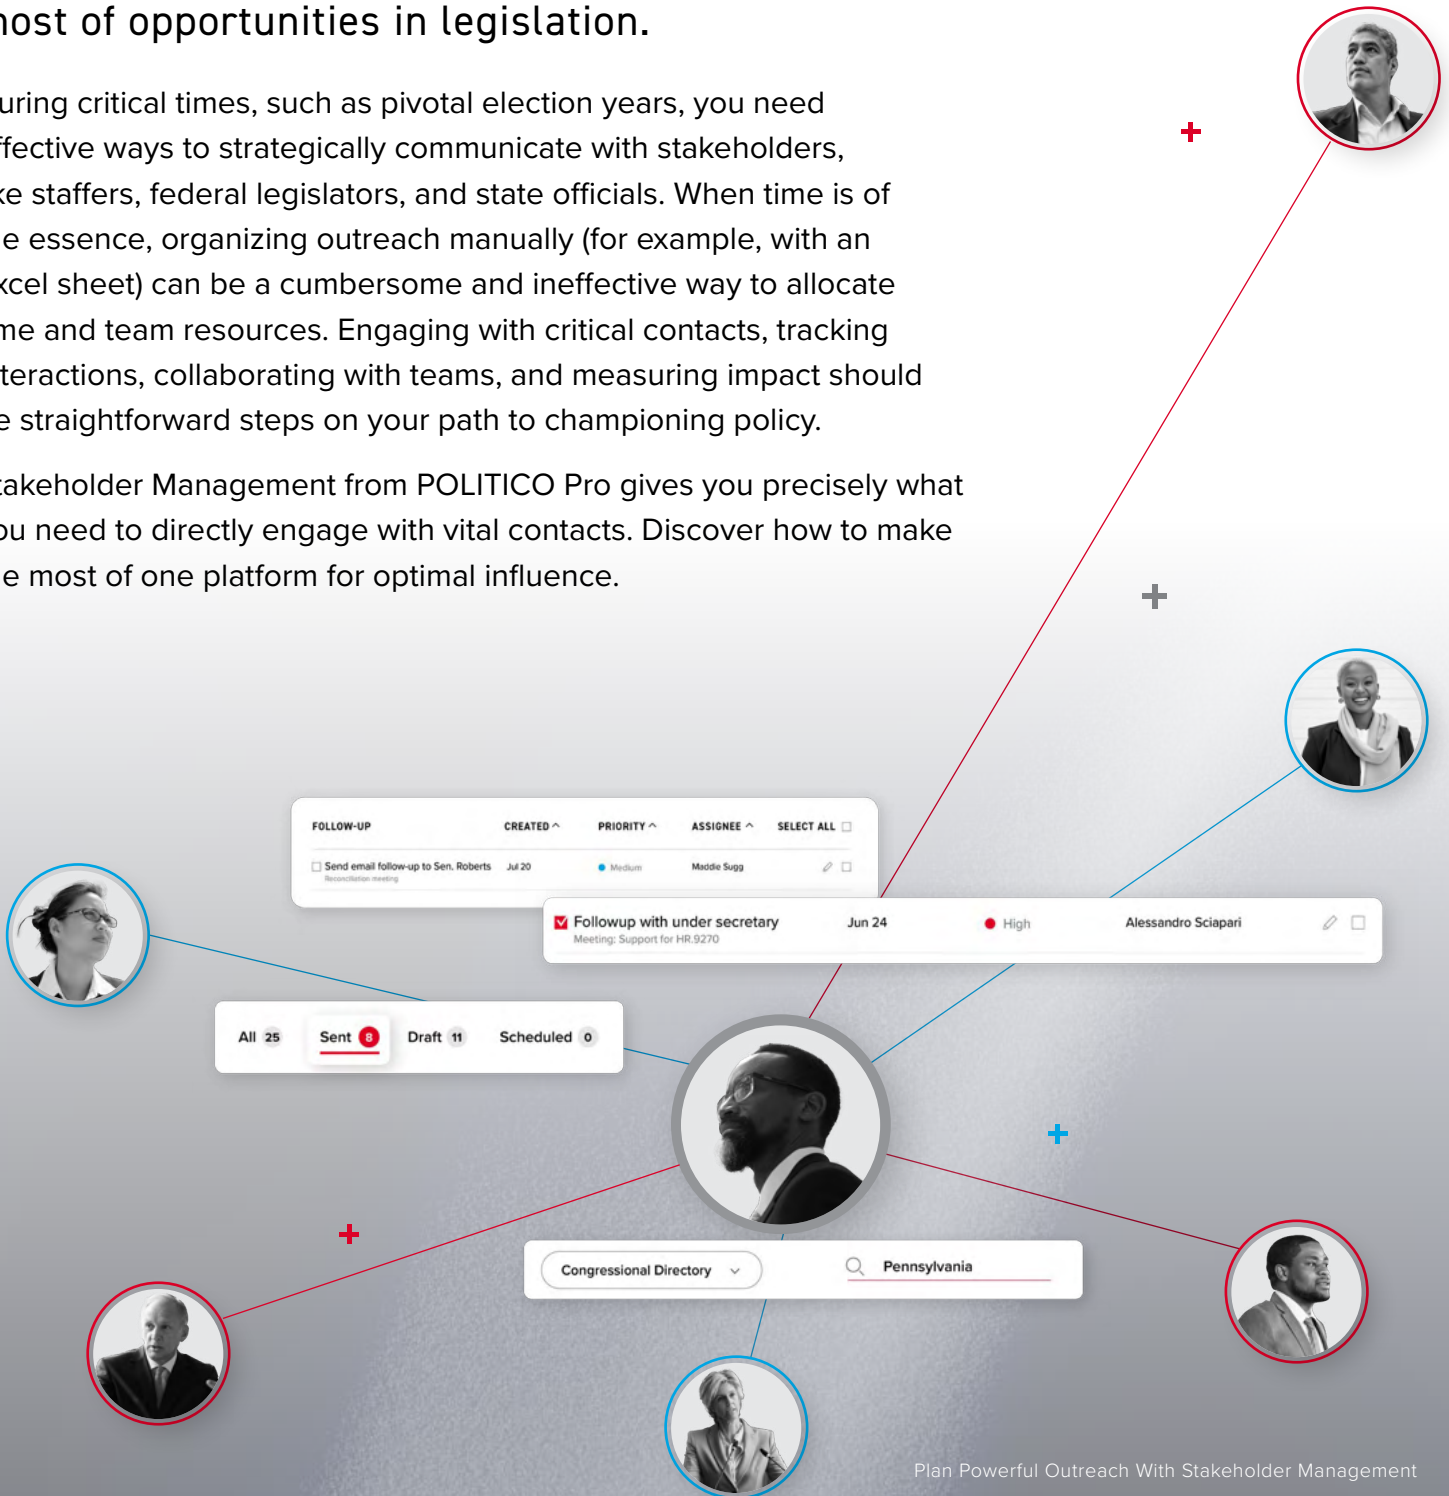 most of opportunities in legislation.
uring critical times, such as pivotal election years, you need
ffective ways to strategically communicate with stakeholders,
ke staffers, federal legislators, and state officials. When time is of
e essence, organizing outreach manually (for example, with an
xcel sheet) can be a cumbersome and ineffective way to allocate
me and team resources. Engaging with critical contacts, tracking
teractions, collaborating with teams, and measuring impact should
e straightforward steps on your path to championing policy.
takeholder Management from POLITICO Pro gives you precisely what
ou need to directly engage with vital contacts. Discover how to make
e most of one platform for optimal influence.
FOLLOW-UP CREATED PRIORITY ASSIGNEE SELECT ALL
Send email follow-up to Sen. Roberts Jul 20 Medium Maddie Sugg
Reconciliation meeting
Followup with under secretary Jun 24 High Alessandro Sciapari
Meeting: Support for HR.9270
All 25 Sent 8 Draft 11 Scheduled 0
Congressional Directory Pennsylvania
Plan Powerful Outreach With Stakeholder Management